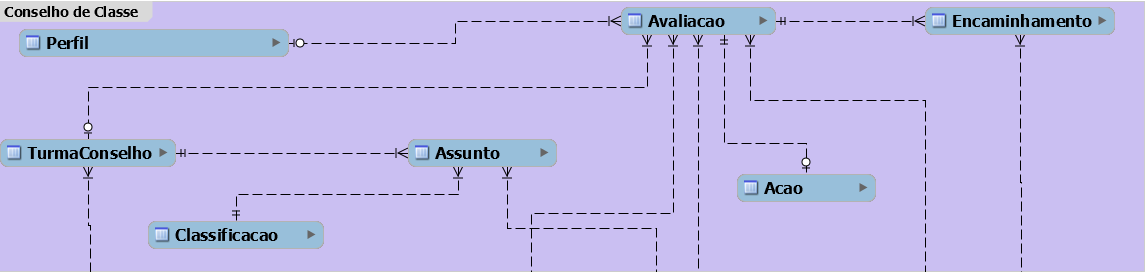 Conselho de Classe
Avaliacao
Encaminhamento
Perfil
TurmaConselho
Assunto
Acao
Classificacao